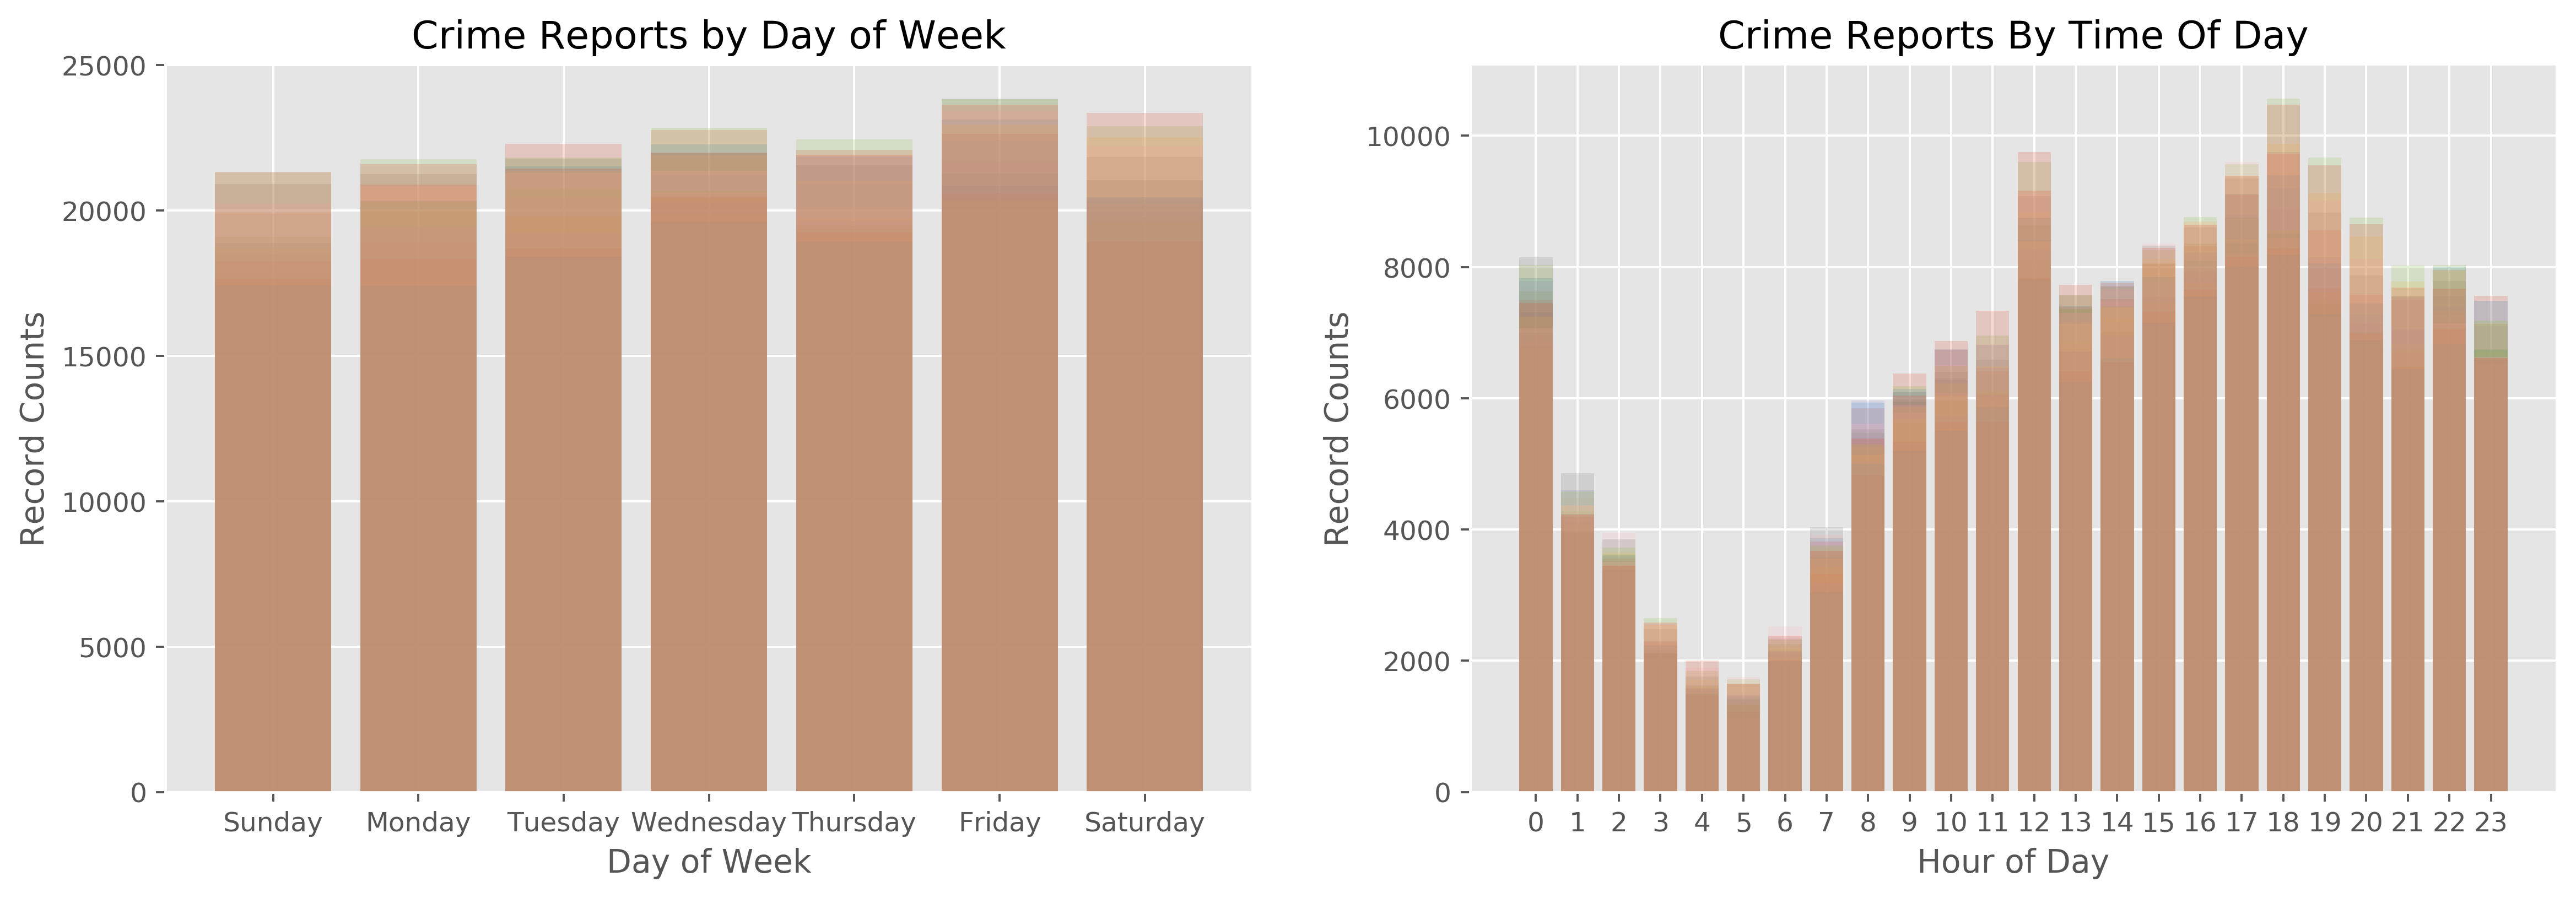 Crime Reports by Day of Week
Record Counts
25000
20000
15000
10000
5000
0
Sunday Monday Tuesday Wednesday Thursday Friday Saturday
Day of Week
Crime Reports By Time Of Day
Record Counts
10000
8000
6000
4000
2000
0
0 1 2 3 4 5 6 7 8 9 10 11 12 13 14 15 16 17 18 19 20 21 22 23
Hour of Day